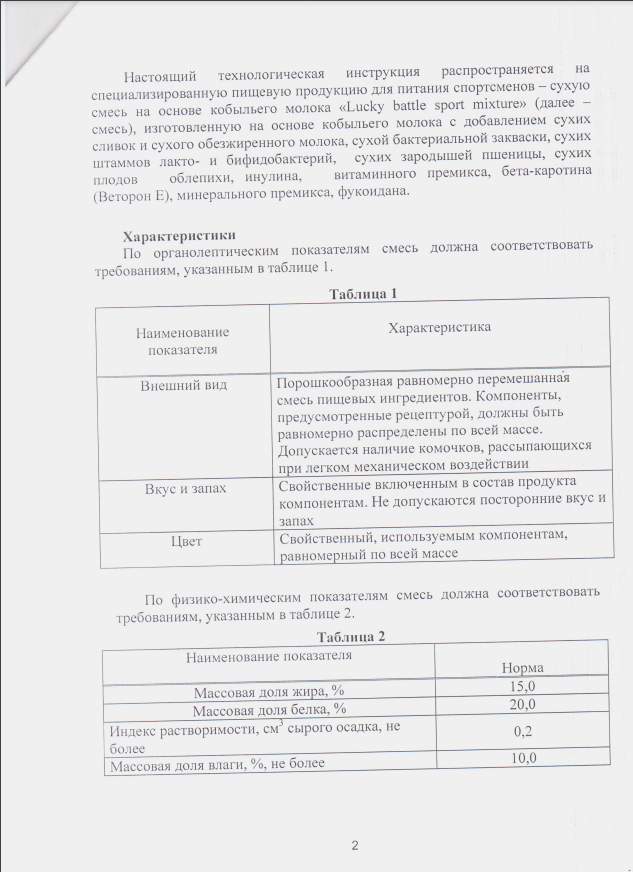 Настоящий технологическая инструкция распространяется на
специализированную пищевую продукцию для питания спортсменов – сухую
смесь на основе кобыльего молока «Lucky battle sport mixture» (далее –
смесь), изготовленную на основе кобыльего молока с добавлением сухих
сливок и сухого обезжиренного молока, сухой бактериальной закваски, сухих
штаммов лакто- и бифидобактерий, сухих зародышей пшеницы, сухих
плодов облепихи, инулина, витаминного премикса, бета-каротина
(Веторон Е), минерального премикса, фукоидана.
Характеристики
По органолептическим показателям смесь должна соответствовать
требованиям, указанным в таблице 1.
Таблица 1
Наименование
показателя
Характеристика
Внешний вид
Порошкообразная равномерно перемешанная
смесь пищевых ингредиентов. Компоненты,
предусмотренные рецептурой, должны быть
равномерно распределены по всей массе.
Допускается наличие комочков, рассыпающихся
при легком механическом воздействии
Вкус и запах
Свойственные включенным в состав продукта
компонентам. Не допускаются посторонние вкус и
запах
Цвет
Свойственный, используемым компонентам,
равномерный по всей массе
По физико-химическим показателям смесь должна соответствовать
требованиям, указанным в таблице 2.
Таблица 2
Наименование показателя
Норма
Массовая доля жира, %
15,0
Массовая доля белка, %
20,0
Индекс растворимости, см³ сырого осадка, не
более
0,2
Массовая доля влаги, %, не более
10,0
2